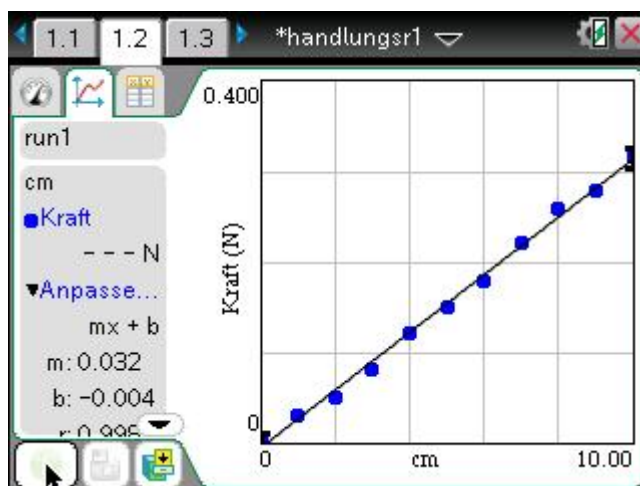 1.1 1.2 1.3 *handlungsr1
run1
cm
Kraft
---N
Anpasse...
mx + b
m: 0.032
b: -0.004
0.400
Kraft (N)
0
0 cm 10.00